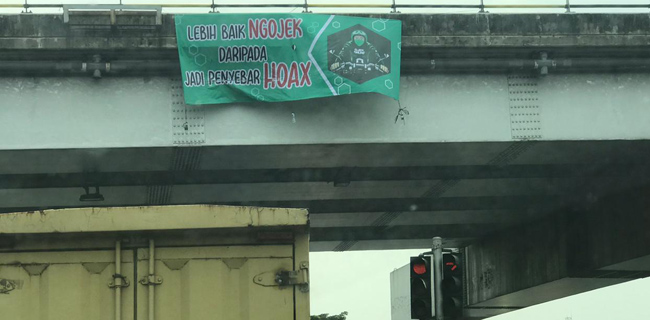 LEBIH BAIK NGOJEK
DARIPADA
JADI PENYEBAR HOAX